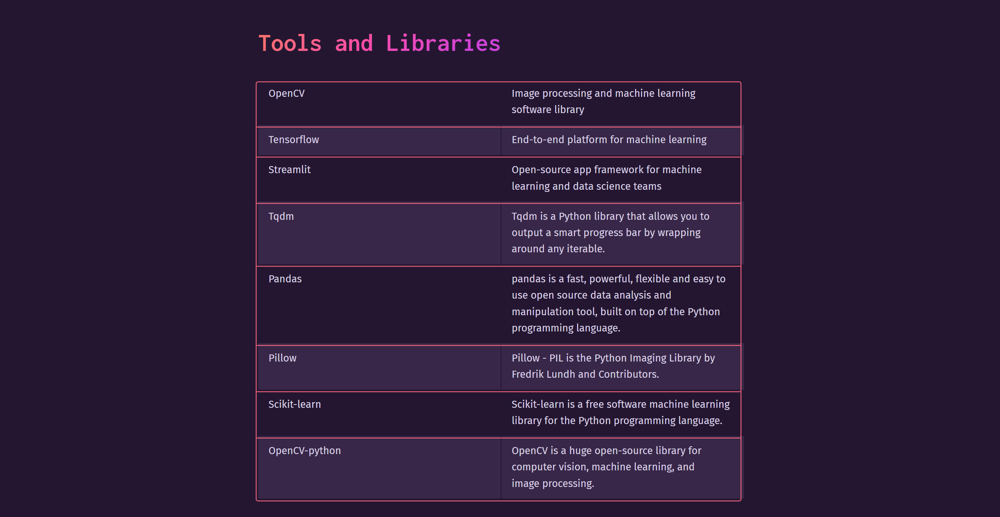 Tools and Libraries
OpenCV
Image processing and machine learning
software library
Tensorflow
End-to-end platform for machine learning
Streamlit
Open-source app framework for machine
learning and data science teams
Tqdm
Tqdm is a Python library that allows you to
output a smart progress bar by wrapping
around any iterable.
Pandas
pandas is a fast, powerful, flexible and easy to
use open source data analysis and
manipulation tool, built on top of the Python
programming language.
Pillow
Pillow - PIL is the Python Imaging Library by
Fredrik Lundh and Contributors.
Scikit-learn
Scikit-learn is a free software machine learning
library for the Python programming language.
OpenCV-python
OpenCV is a huge open-source library for
computer vision, machine learning, and
image processing.